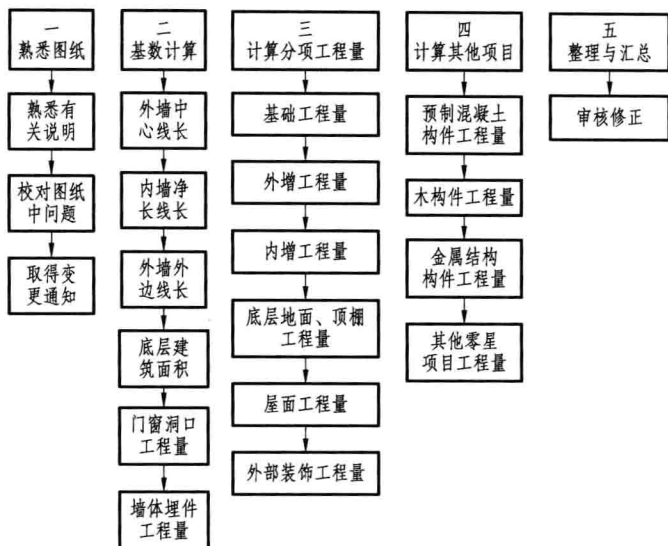 一
熟悉图纸
熟悉有
关说明
校对图纸
中问题
取得变
更通知
二
基数计算
外墙中
心线长
内墙净
长线长
外墙外
边线长
底层建
筑面积
门窗洞口
工程量
墙体埋件
工程量
三
计算分项工程量
基础工程量
外增工程量
内增工程量
底层地面、顶棚
工程量
屋面工程量
外部装饰工程量
四
计算其他项目
预制混凝土
构件工程量
木构件工程量
金属结构
构件工程量
其他零星
项目工程量
五
整理与汇总
审核修正